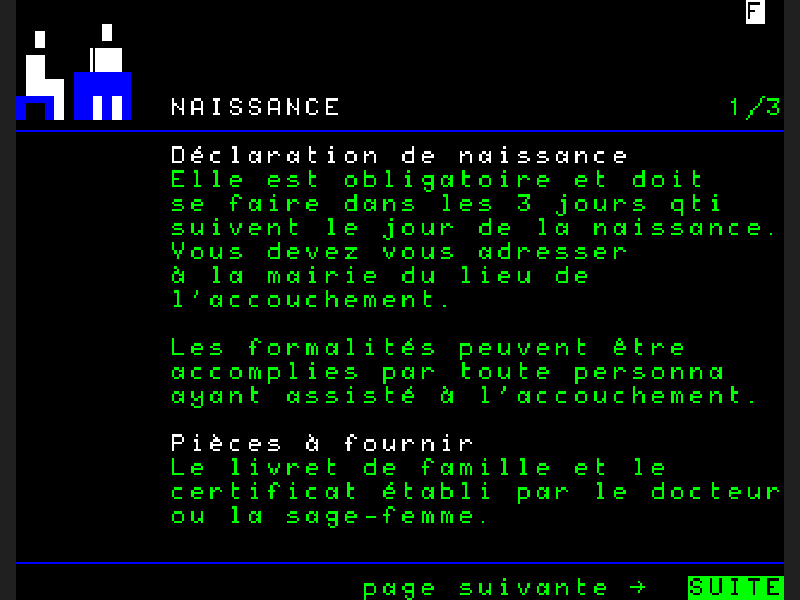 F
NAISSANCE 1/3
Déclaration de naissance
Elle est obligatoire et doit
se faire dans les 3 jours qti
suivent le jour de la naissance.
Vous devez vous adresser
à la mairie du lieu de
l'accouchement.
Les formalités peuvent être
accomplies par toute personna
ayant assisté à l'accouchement.
Pièces à fournir
Le livret de famille et le
certificat établi par le docteur
ou la sage-femme.
page suivante → SUITE